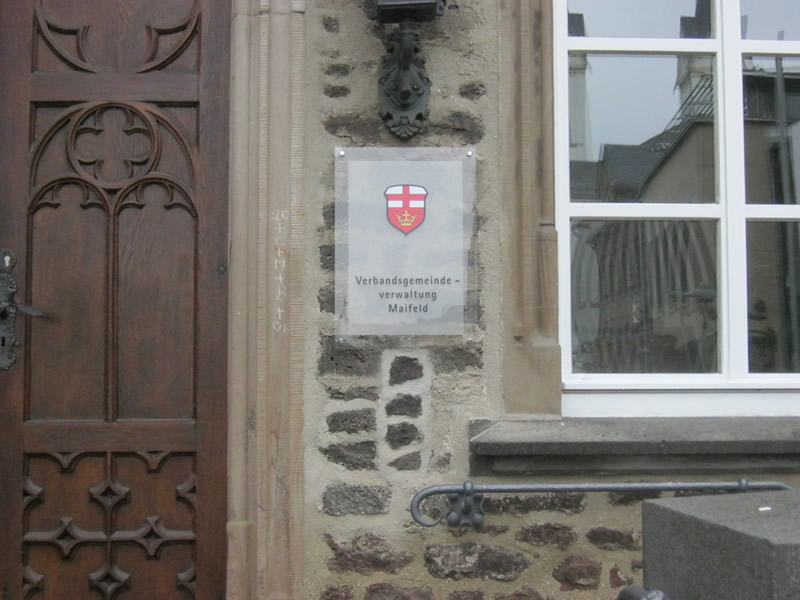 Verbandsgemeinde -
verwaltung
Maifeld